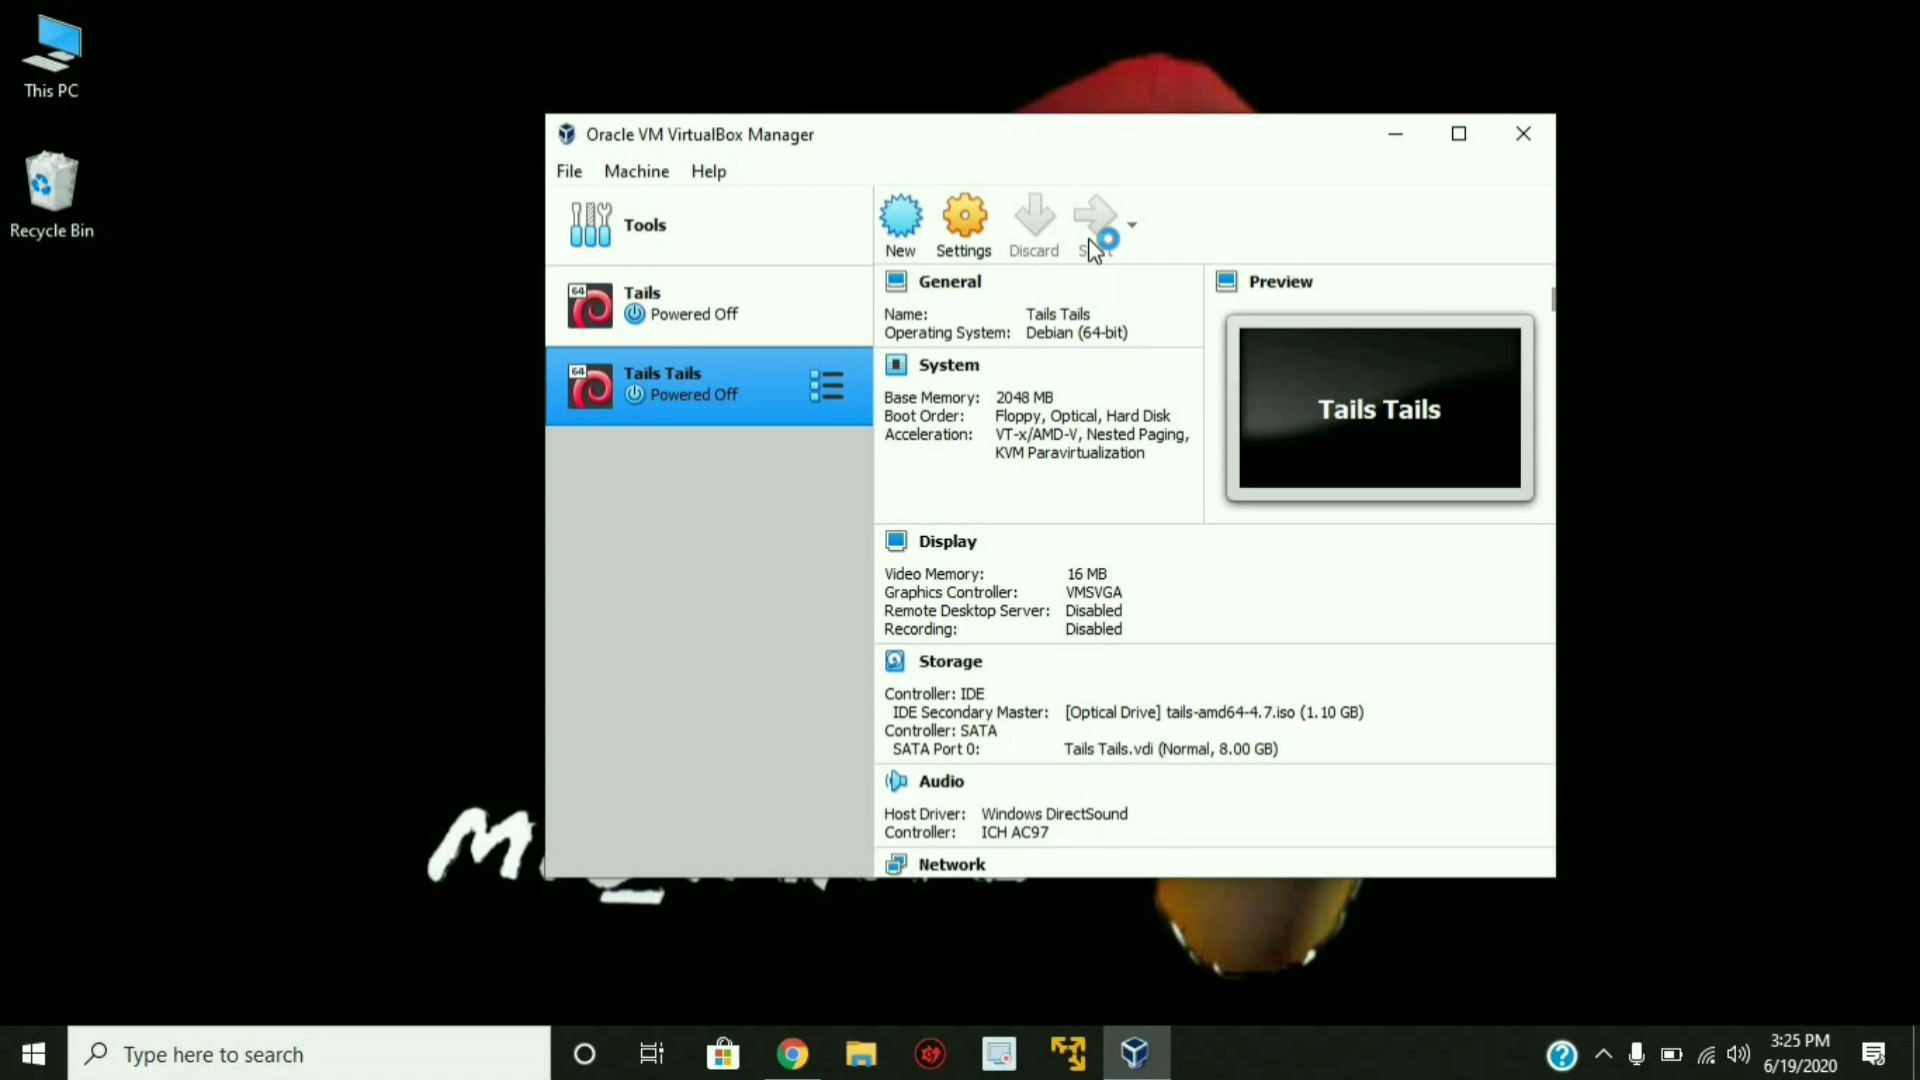 This PC
Recycle Bin
Oracle VM VirtualBox Manager
File Machine Help
Tools
New Settings Discard
64 Tails
Powered Off
64 Tails Tails
Powered Off
General
Name: Tails Tails
Operating System: Debian (64-bit)
System
Base Memory: 2048 MB
Boot Order: Floppy, Optical, Hard Disk
Acceleration: VT-x/AMD-V, Nested Paging,
KVM Paravirtualization
Preview
Tails Tails
Display
Video Memory: 16 MB
Graphics Controller: VMSVGA
Remote Desktop Server: Disabled
Recording: Disabled
Storage
Controller: IDE
IDE Secondary Master: [Optical Drive] tails-amd64-4.7.iso (1.10 GB)
Controller: SATA
SATA Port 0: Tails Tails.vdi (Normal, 8.00 GB)
Audio
Host Driver: Windows DirectSound
Controller: ICH AC97
Network
Type here to search
3:25 PM
6/19/2020